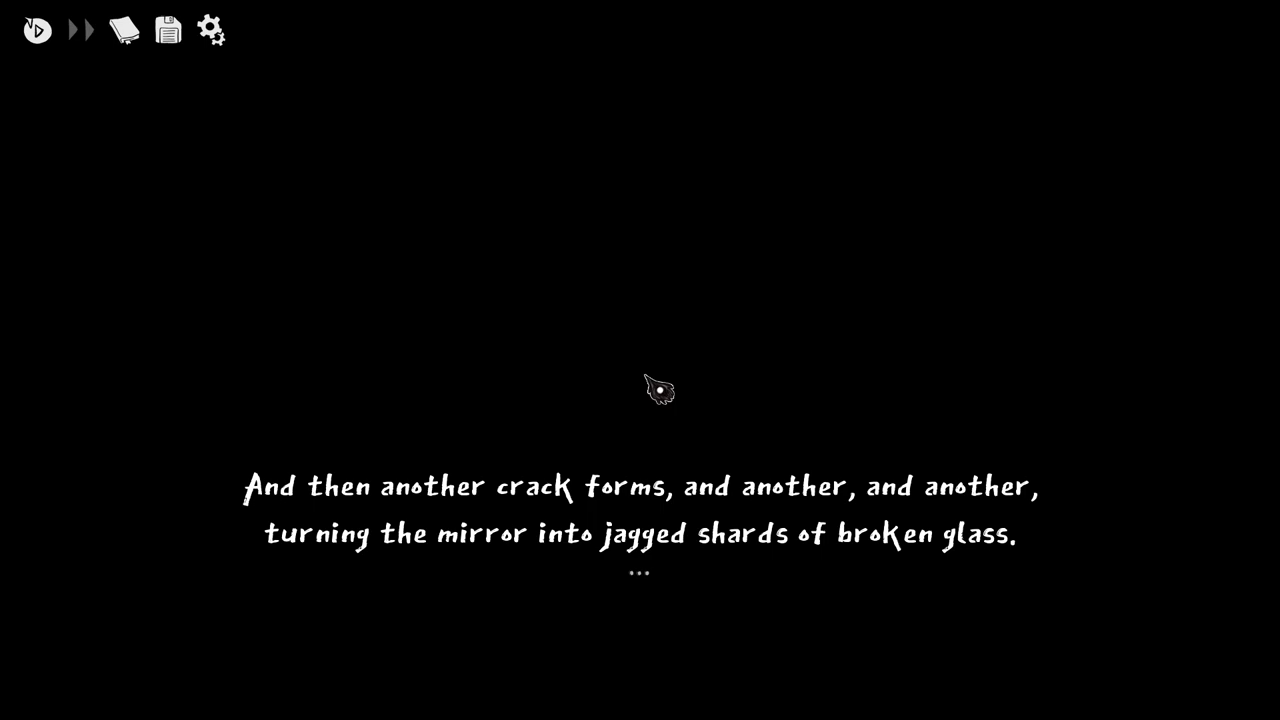 And then another crack forms, and another, and another,
turning the mirror into jagged shards of broken glass.
...